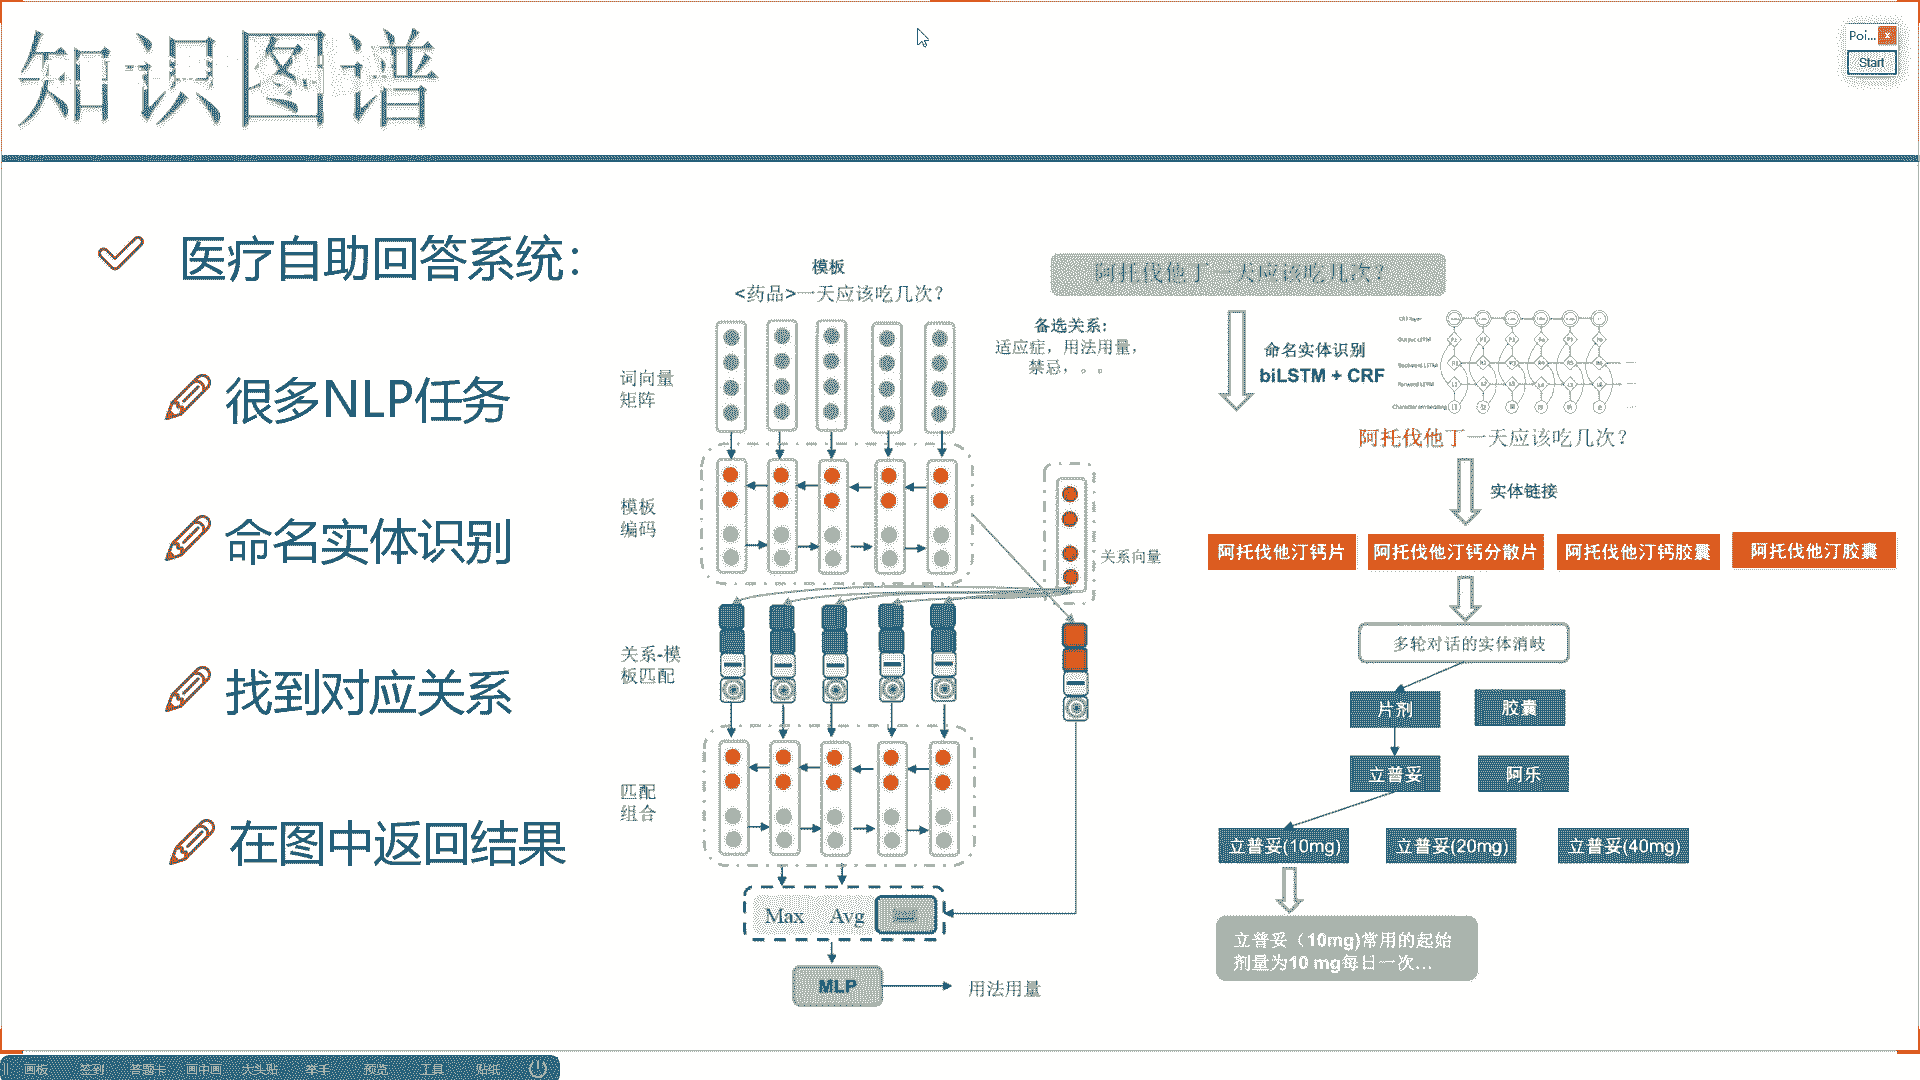 知识图谱
Poi...
Start
医疗自助回答系统：
很多NLP任务
命名实体识别
找到对应关系
在图中返回结果
模板
<药品>一天应该吃几次？
词向量
矩阵
模板
编码
关系-模
板匹配
匹配
组合
Max Avg
MLP
用法用量
备选关系:
适应症，用法用量，
禁忌，。。
关系向量
阿托伐他丁一天应该吃几次？
命名实体识别
biLSTM + CRF
阿托伐他丁一天应该吃几次？
实体链接
阿托伐他汀钙片 阿托伐他汀钙分散片 阿托伐他汀钙胶囊 阿托伐他汀胶囊
多轮对话的实体消岐
片剂 胶囊
立普妥 阿乐
立普妥(10mg) 立普妥(20mg) 立普妥(40mg)
立普妥（10mg)常用的起始
剂量为10 mg每日一次...
画板 签到 答题卡 画中画 大头贴 举手 预览 工具 贴纸